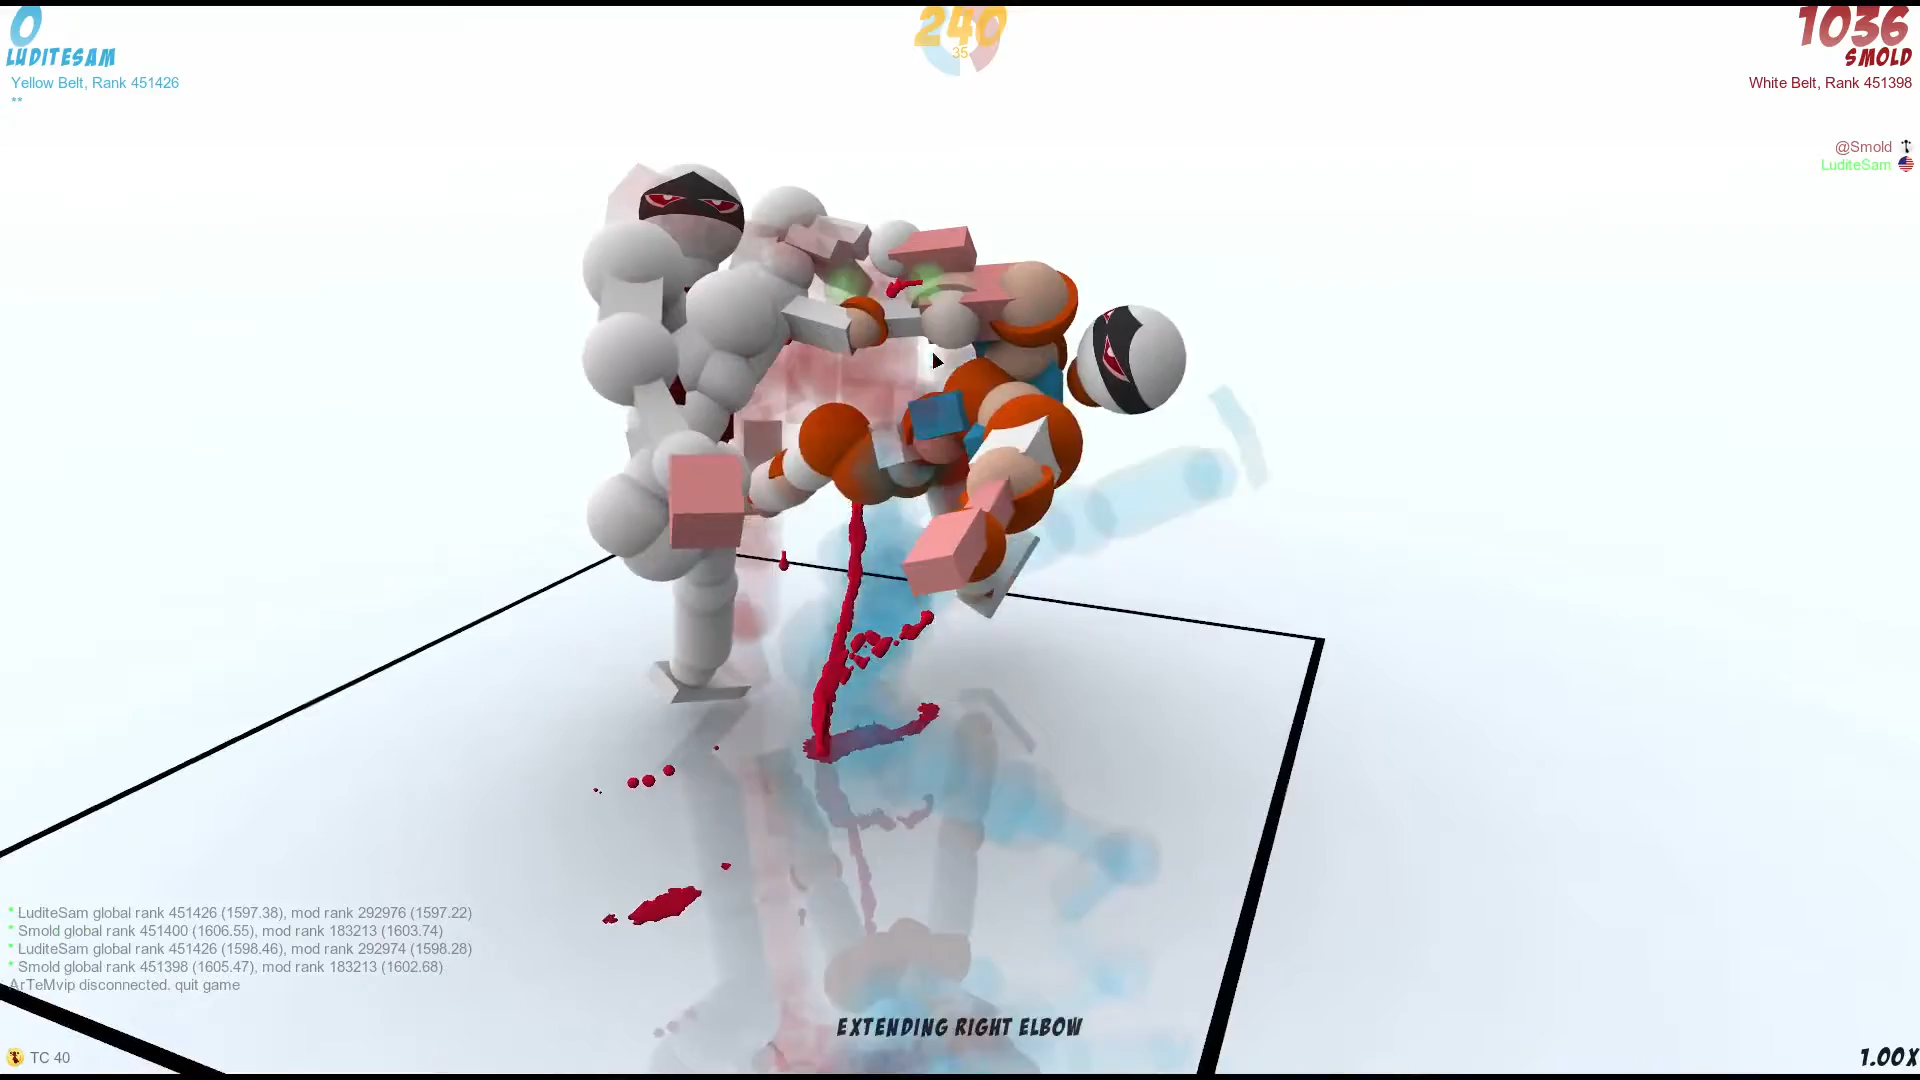 0
LUDITESAM
Yellow Belt, Rank 451426
**
240
35
1036
SMOLD
White Belt, Rank 451398
@Smold
LuditeSam
* LuditeSam global rank 451426 (1597.38), mod rank 292976 (1597.22)
* Smold global rank 451400 (1606.55), mod rank 183213 (1603.74)
* LuditeSam global rank 451426 (1598.46), mod rank 292974 (1598.28)
* Smold global rank 451398 (1605.47), mod rank 183213 (1602.68)
ArTeMvip disconnected. quit game
EXTENDING RIGHT ELBOW
TC 40
1.00X